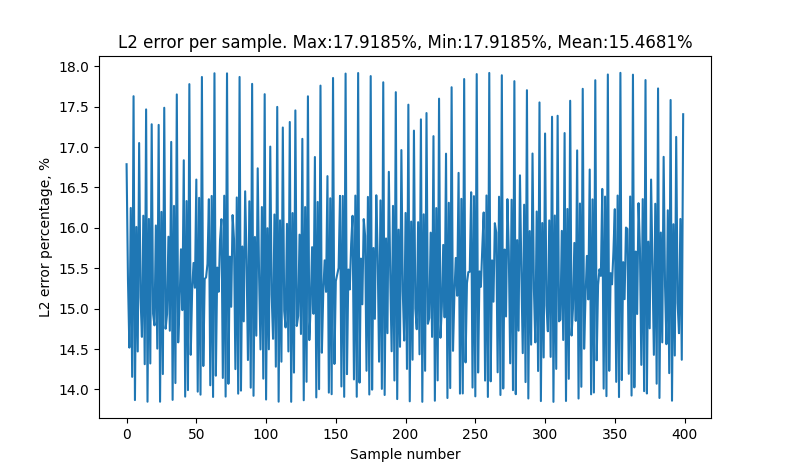 L2 error per sample. Max:17.9185%, Min:17.9185%, Mean:15.4681%
18.0
17.5
17.0
16.5
16.0
15.5
15.0
14.5
14.0
L2 error percentage, %
0 50 100 150 200 250 300 350 400
Sample number